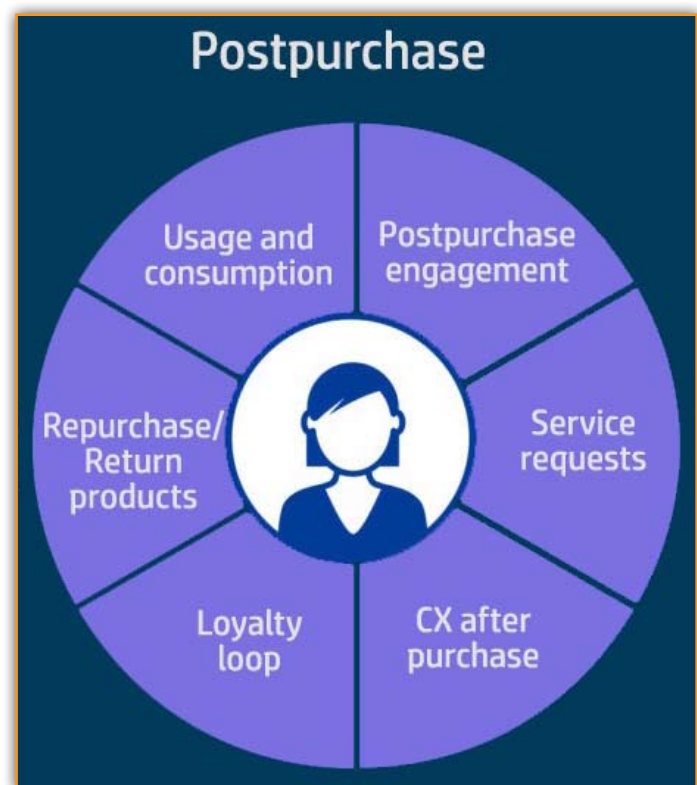 Postpurchase
Usage and
consumption
Postpurchase
engagement
Service
requests
CX after
purchase
Loyalty
loop
Repurchase/
Return
products